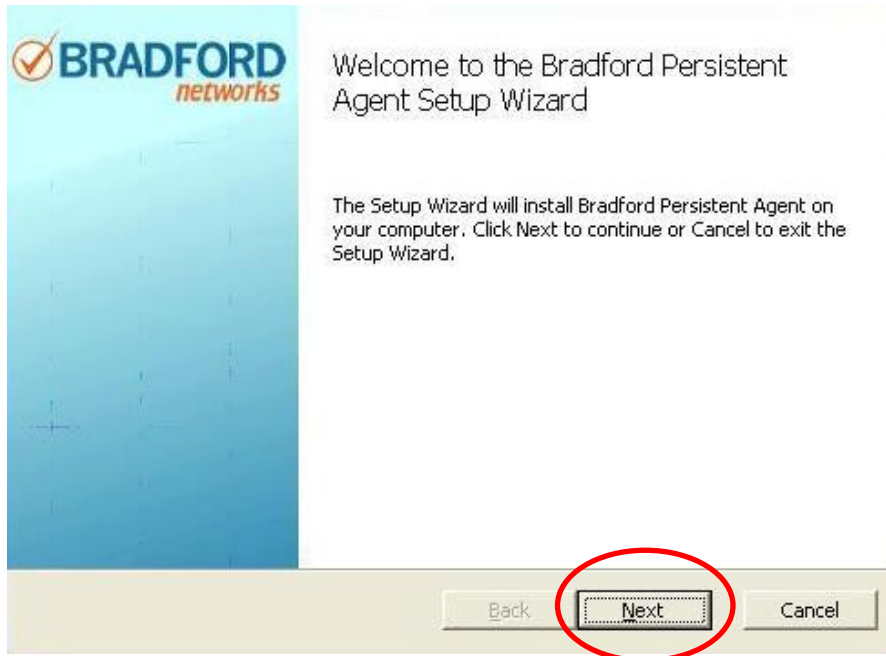 BRADFORD
networks
Welcome to the Bradford Persistent
Agent Setup Wizard
The Setup Wizard will install Bradford Persistent Agent on
your computer. Click Next to continue or Cancel to exit the
Setup Wizard.
Back
Next
Cancel